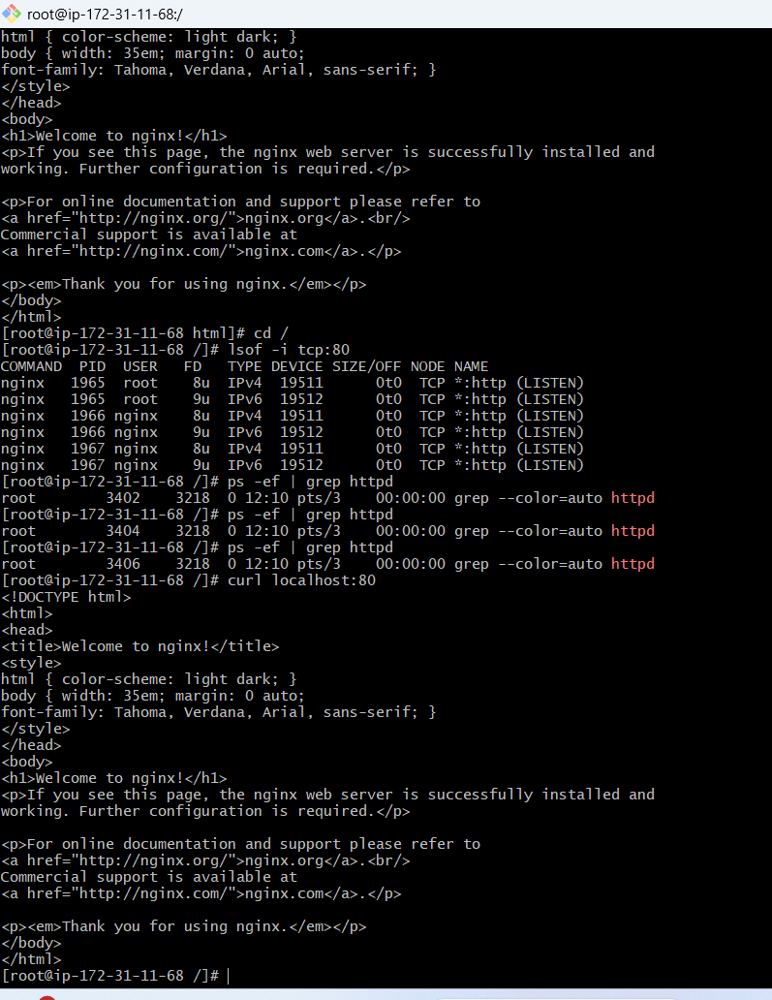 root@ip-172-31-11-68:/
html { color-scheme: light dark; }
body { width: 35em; margin: 0 auto;
font-family: Tahoma, Verdana, Arial, sans-serif; }
</style>
</head>
<body>
<h1>Welcome to nginx!</h1>
<p>If you see this page, the nginx web server is successfully installed and
working. Further configuration is required.</p>

<p>For online documentation and support please refer to
<a href="http://nginx.org/">nginx.org</a>.<br/>
Commercial support is available at
<a href="http://nginx.com/">nginx.com</a>.</p>

<p><em>Thank you for using nginx.</em></p>
</body>
</html>
[root@ip-172-31-11-68 html]# cd /
[root@ip-172-31-11-68 /]# lsof -i tcp:80
COMMAND  PID  USER   FD   TYPE DEVICE SIZE/OFF NODE NAME
nginx   1965  root    8u  IPv4  19511      0t0  TCP *:http (LISTEN)
nginx   1965  root    9u  IPv6  19512      0t0  TCP *:http (LISTEN)
nginx   1966 nginx    8u  IPv4  19511      0t0  TCP *:http (LISTEN)
nginx   1966 nginx    9u  IPv6  19512      0t0  TCP *:http (LISTEN)
nginx   1967 nginx    8u  IPv4  19511      0t0  TCP *:http (LISTEN)
nginx   1967 nginx    9u  IPv6  19512      0t0  TCP *:http (LISTEN)
[root@ip-172-31-11-68 /]# ps -ef | grep httpd
root        3402    3218  0 12:10 pts/3    00:00:00 grep --color=auto httpd
[root@ip-172-31-11-68 /]# ps -ef | grep httpd
root        3404    3218  0 12:10 pts/3    00:00:00 grep --color=auto httpd
[root@ip-172-31-11-68 /]# ps -ef | grep httpd
root        3406    3218  0 12:10 pts/3    00:00:00 grep --color=auto httpd
[root@ip-172-31-11-68 /]# curl localhost:80
<!DOCTYPE html>
<html>
<head>
<title>Welcome to nginx!</title>
<style>
html { color-scheme: light dark; }
body { width: 35em; margin: 0 auto;
font-family: Tahoma, Verdana, Arial, sans-serif; }
</style>
</head>
<body>
<h1>Welcome to nginx!</h1>
<p>If you see this page, the nginx web server is successfully installed and
working. Further configuration is required.</p>

<p>For online documentation and support please refer to
<a href="http://nginx.org/">nginx.org</a>.<br/>
Commercial support is available at
<a href="http://nginx.com/">nginx.com</a>.</p>

<p><em>Thank you for using nginx.</em></p>
</body>
</html>
[root@ip-172-31-11-68 /]#